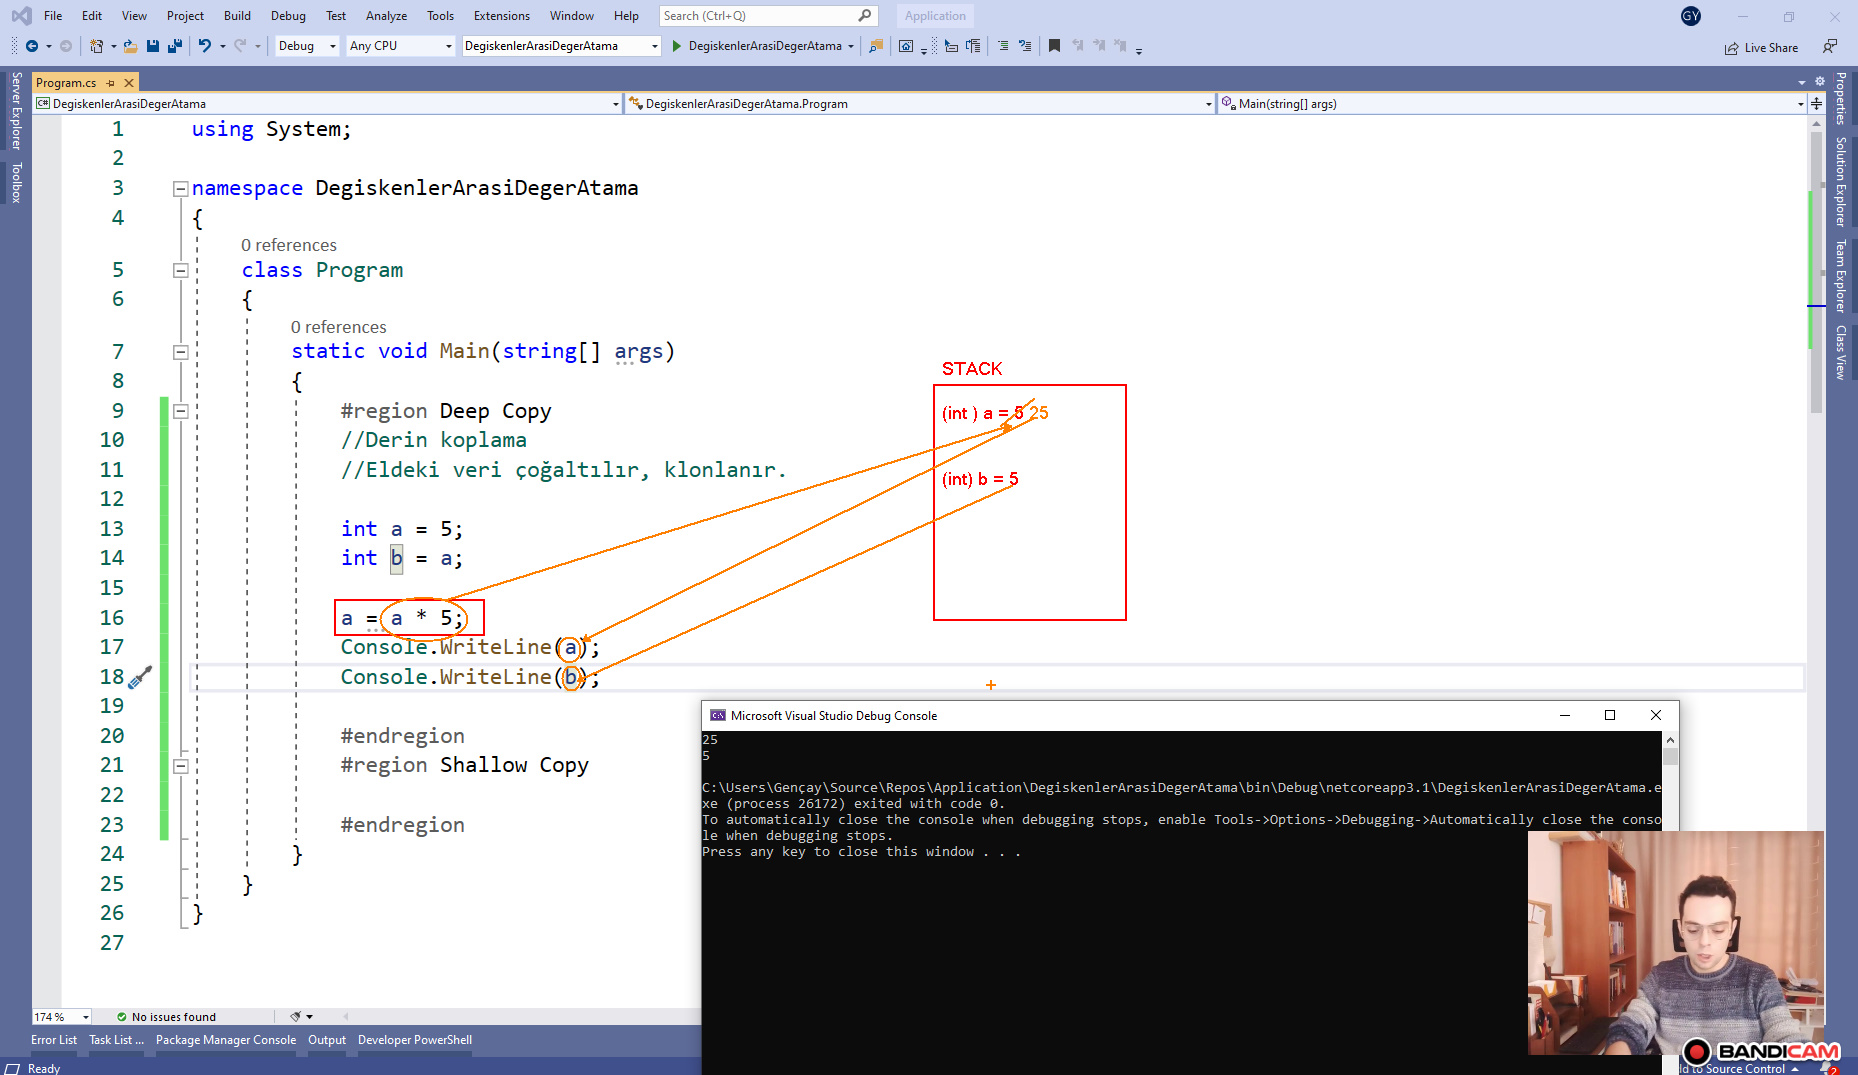 File Edit View Project Build Debug Test Analyze Tools Extensions Window Help Search (Ctrl+Q) Application GY
Debug Any CPU DegiskenlerArasiDegerAtama DegiskenlerArasiDegerAtama Live Share
Program.cs
C# DegiskenlerArasiDegerAtama DegiskenlerArasiDegerAtama.Program Main(string[] args)
Server Explorer
Toolbox
Properties
Solution Explorer
Team Explorer
Class View
1 using System;
2
3 namespace DegiskenlerArasiDegerAtama
4 {
0 references
5 class Program
6 {
0 references
7 static void Main(string[] args)
8 {
9 #region Deep Copy
10 //Derin koplama
11 //Eldeki veri çoğaltılır, klonlanır.
12
13 int a = 5;
14 int b = a;
15
16 a = a * 5;
17 Console.WriteLine(a);
18 Console.WriteLine(b);
19
20 #endregion
21 #region Shallow Copy
22
23 #endregion
24 }
25 }
26 }
27
STACK
(int ) a = 5 25
(int) b = 5
Microsoft Visual Studio Debug Console
25
5
C:\Users\Gençay\Source\Repos\Application\DegiskenlerArasiDegerAtama\bin\Debug\netcoreapp3.1\DegiskenlerArasiDegerAtama.e
xe (process 26172) exited with code 0.
To automatically close the console when debugging stops, enable Tools->Options->Debugging->Automatically close the conso
le when debugging stops.
Press any key to close this window . . .
174 % No issues found
Error List Task List ... Package Manager Console Output Developer PowerShell
Ready
BANDICAM
to Source Control 2